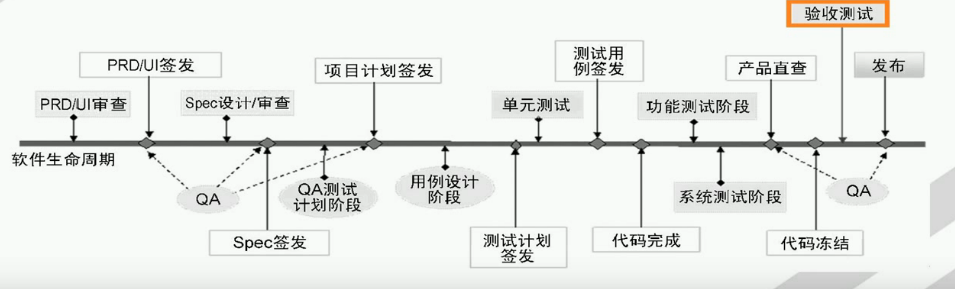 验收测试
PRD/UI签发
项目计划签发
测试用
例签发
产品直查
发布
PRD/UI审查
Spec设计/审查
单元测试
功能测试阶段
软件生命周期
QA
QA测试
计划阶段
用例设计
阶段
系统测试阶段
QA
Spec签发
测试计划
签发
代码完成
代码冻结